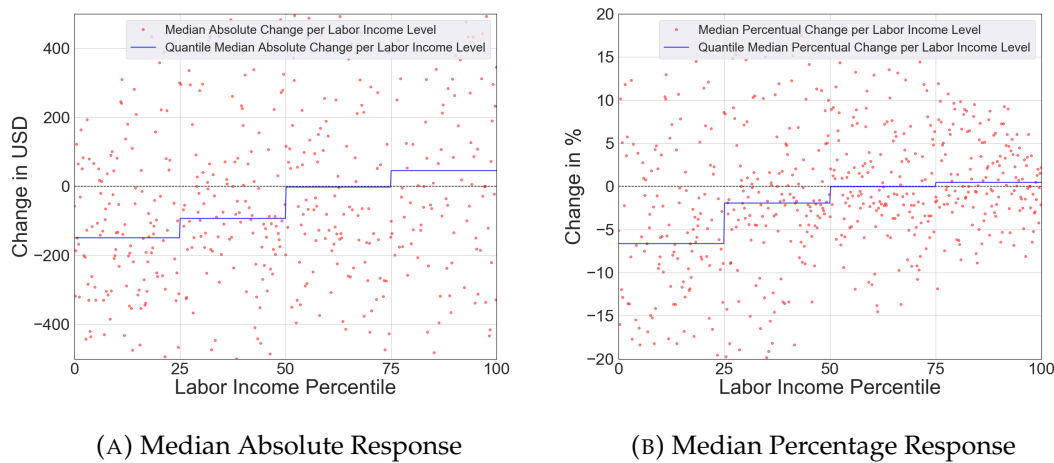 Median Absolute Change per Labor Income Level
Quantile Median Absolute Change per Labor Income Level
400
200
0
−200
−400
Change in USD
0
25
50
75
100
Labor Income Percentile
(A) Median Absolute Response
Median Percentual Change per Labor Income Level
Quantile Median Percentual Change per Labor Income Level
20
15
10
5
0
−5
−10
−15
−20
Change in %
0
25
50
75
100
Labor Income Percentile
(B) Median Percentage Response